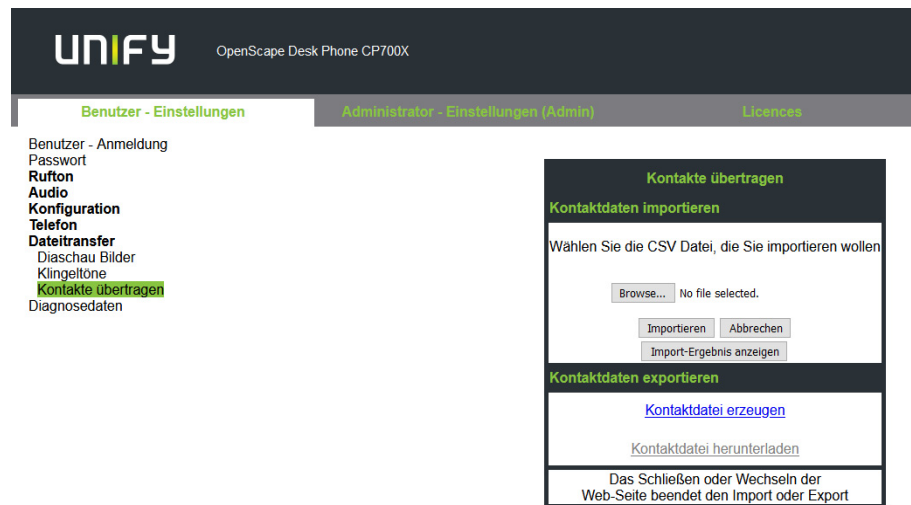 UNIFY
OpenScape Desk Phone CP700X
Benutzer - Einstellungen
Administrator - Einstellungen (Admin)
Licences
Benutzer - Anmeldung
Passwort
Rufton
Audio
Konfiguration
Telefon
Dateitransfer
Diaschau Bilder
Klingeltöne
Kontakte übertragen
Diagnosedaten
Kontakte übertragen
Kontaktdaten importieren
Wählen Sie die CSV Datei, die Sie importieren wollen
Browse... No file selected.
Importieren Abbrechen
Import-Ergebnis anzeigen
Kontaktdaten exportieren
Kontaktdatei erzeugen
Kontaktdatei herunterladen
Das Schließen oder Wechseln der
Web-Seite beendet den Import oder Export